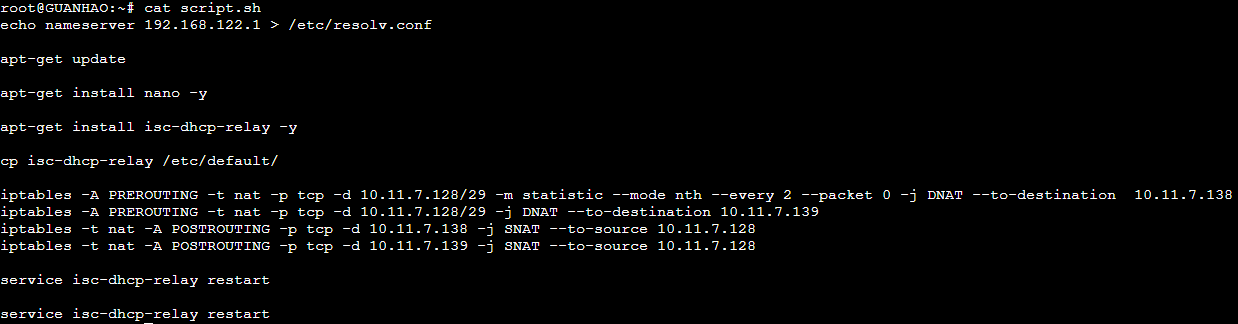 root@GUANHAO:~# cat script.sh
echo nameserver 192.168.122.1 > /etc/resolv.conf
apt-get update
apt-get install nano -y
apt-get install isc-dhcp-relay -y
cp isc-dhcp-relay /etc/default/
iptables -A PREROUTING -t nat -p tcp -d 10.11.7.128/29 -m statistic --mode nth --every 2 --packet 0 -j DNAT --to-destination  10.11.7.138
iptables -A PREROUTING -t nat -p tcp -d 10.11.7.128/29 -j DNAT --to-destination 10.11.7.139
iptables -t nat -A POSTROUTING -p tcp -d 10.11.7.138 -j SNAT --to-source 10.11.7.128
iptables -t nat -A POSTROUTING -p tcp -d 10.11.7.139 -j SNAT --to-source 10.11.7.128
service isc-dhcp-relay restart
service isc-dhcp-relay restart